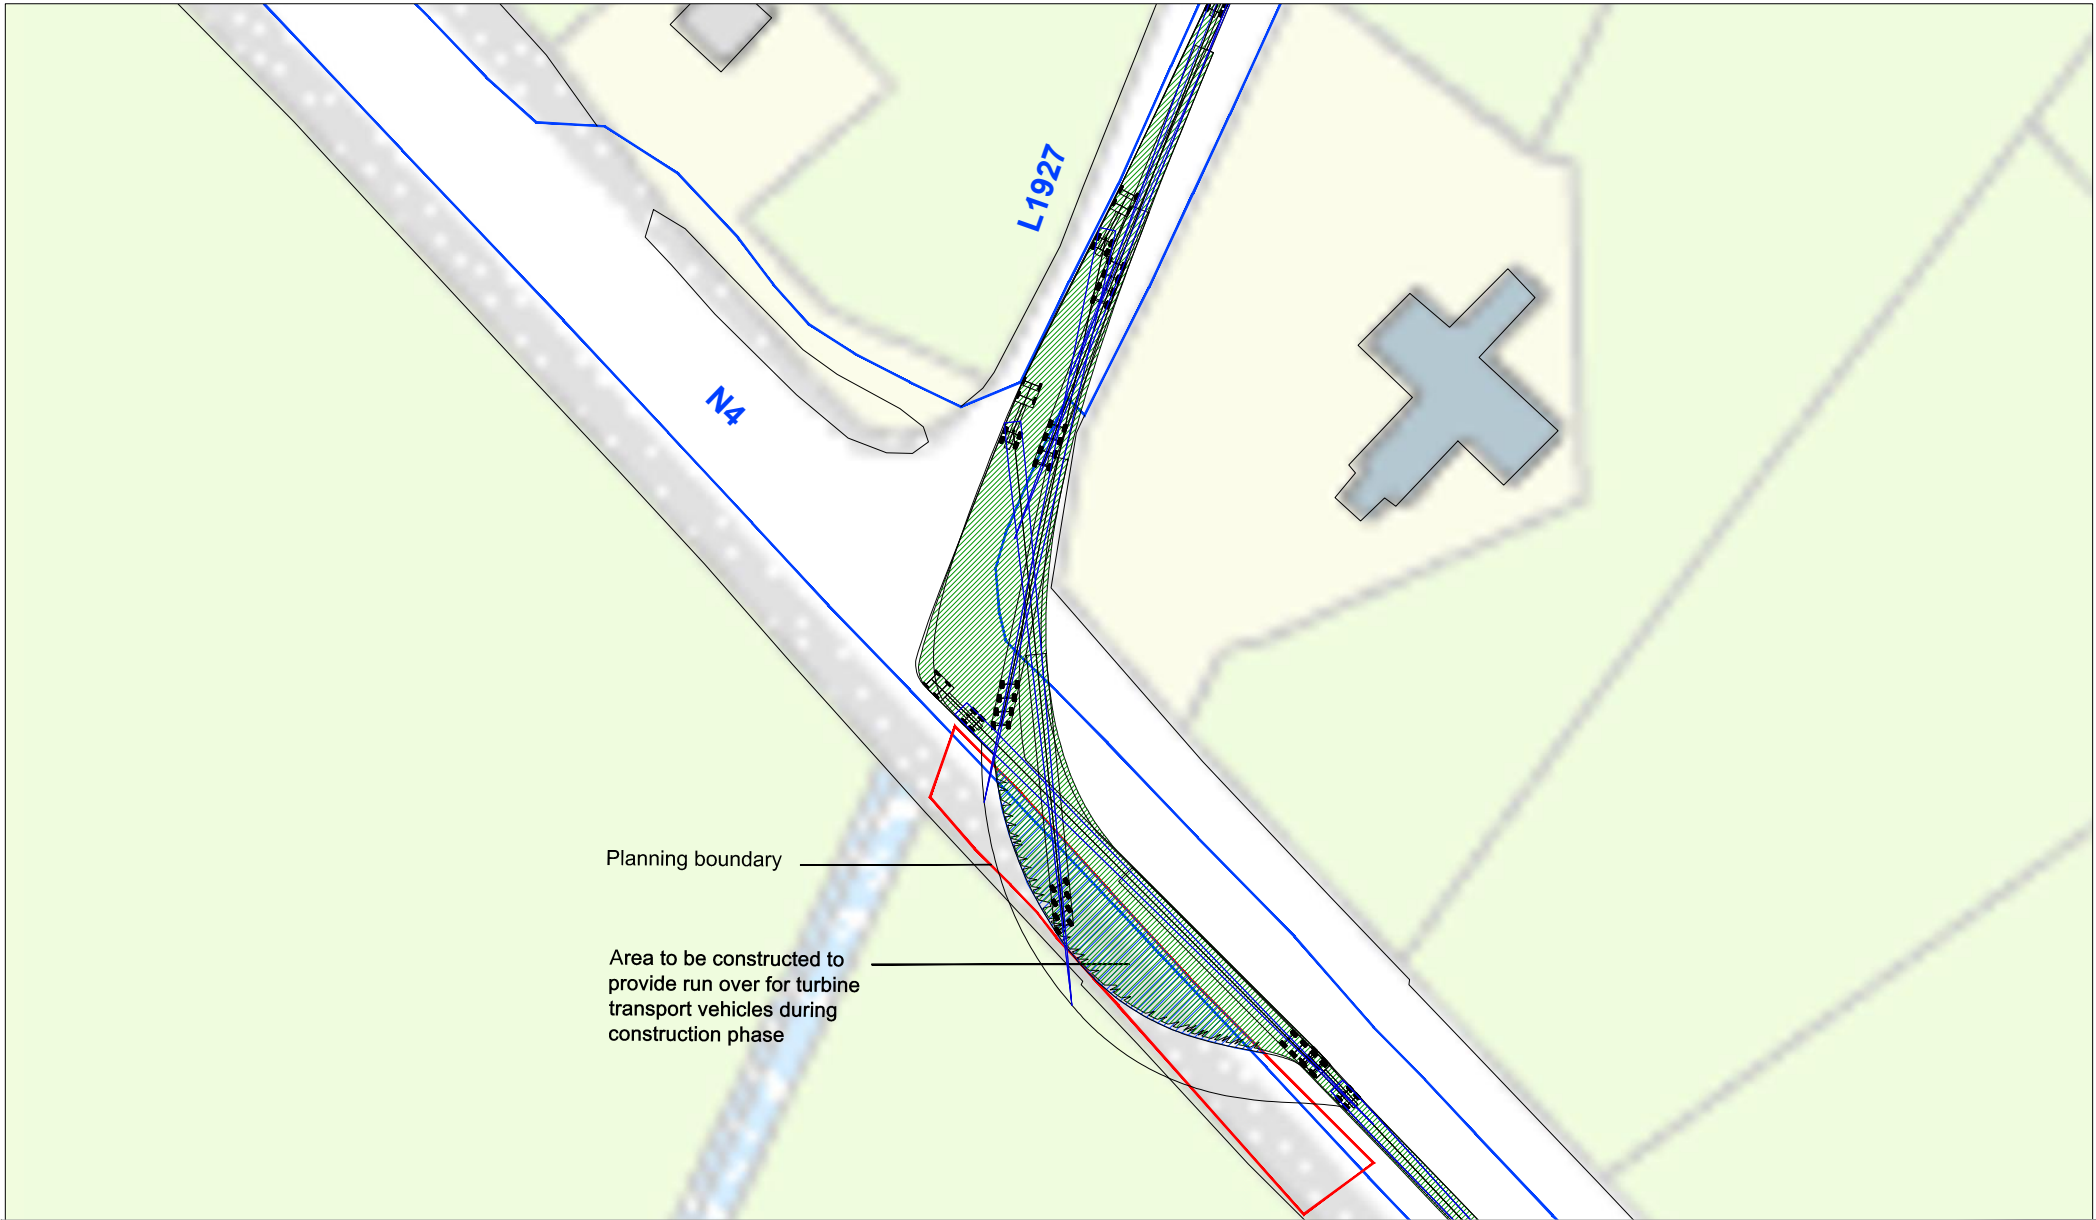 L1927
N4
Planning boundary
Area to be constructed to
provide run over for turbine
transport vehicles during
construction phase